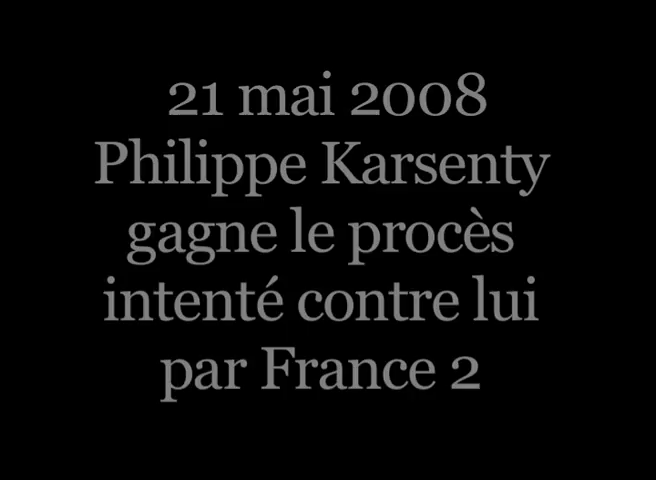 21 mai 2008
Philippe Karsenty
gagne le procès
intenté contre lui
par France 2